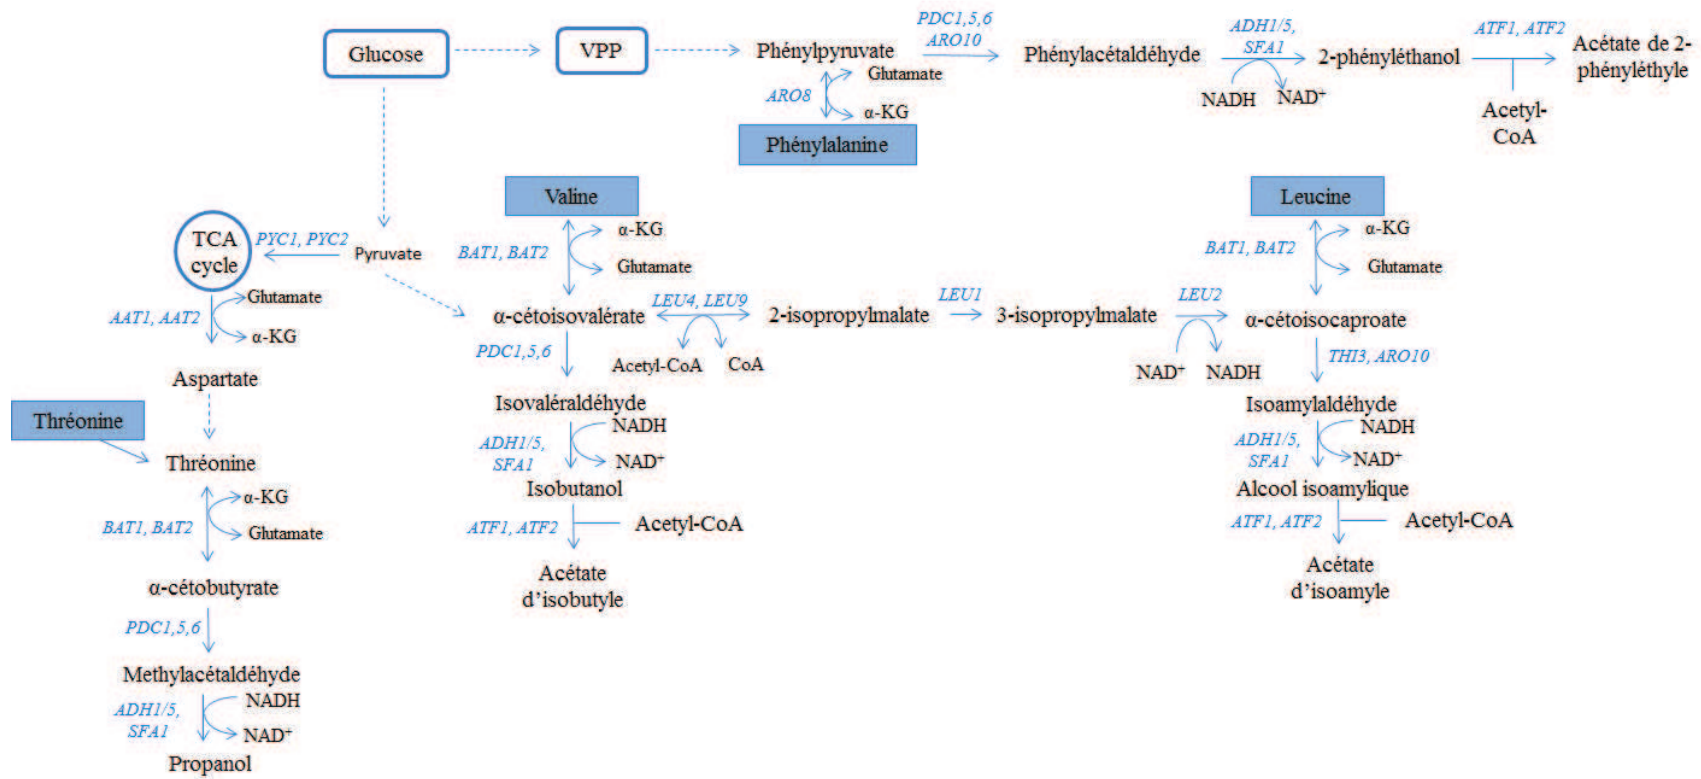 Glucose
VPP
Phénylpyruvate
PDC1,5,6
ARO10
Phénylacétaldéhyde
ADH1/5,
SFA1
NADH
NAD+
2-phényléthanol
ATF1, ATF2
Acetyl-
CoA
Acétate de 2-
phényléthyle
ARO8
Glutamate
α-KG
Phénylalanine
TCA
cycle
PYC1, PYC2
Pyruvate
AAT1, AAT2
Glutamate
α-KG
Aspartate
Thréonine
Thréonine
BAT1, BAT2
α-KG
Glutamate
α-cétobutyrate
PDC1,5,6
Methylacétaldéhyde
ADH1/5,
SFA1
NADH
NAD+
Propanol
Valine
BAT1, BAT2
α-KG
Glutamate
α-cétoisovalérate
LEU4, LEU9
Acetyl-CoA
CoA
2-isopropylmalate
LEU1
3-isopropylmalate
LEU2
NAD+
NADH
PDC1,5,6
Isovaléraldéhyde
ADH1/5,
SFA1
NADH
NAD+
Isobutanol
ATF1, ATF2
Acetyl-CoA
Acétate
d’isobutyle
Leucine
BAT1, BAT2
α-KG
Glutamate
α-cétoisocaproate
THI3, ARO10
Isoamylaldéhyde
ADH1/5,
SFA1
NADH
NAD+
Alcool isoamylique
ATF1, ATF2
Acetyl-CoA
Acétate
d’isoamyle